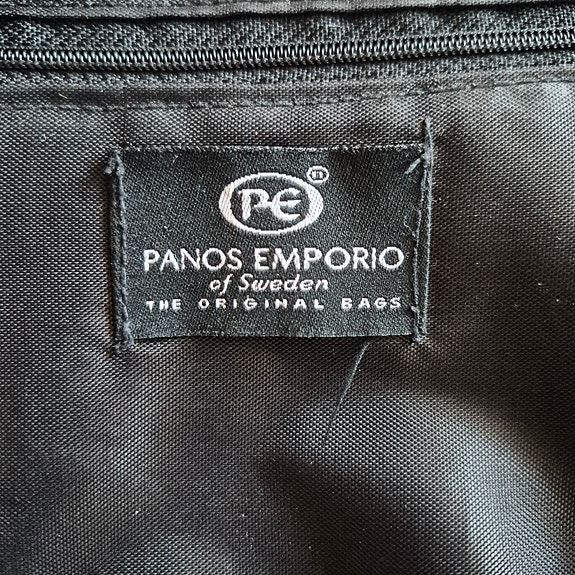 PE
PANOS EMPORIO
of Sweden
THE ORIGINAL BAGS